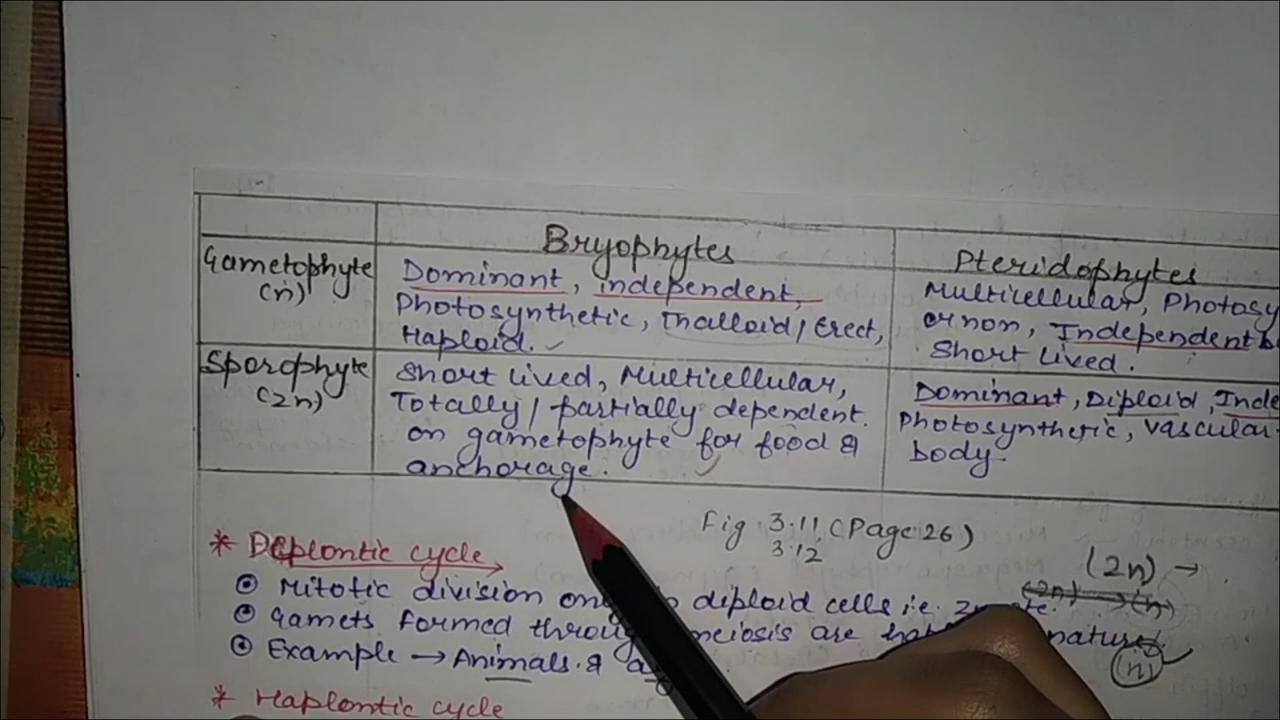 Bryophytes
Pteridophytes
Gametophyte
(n)
Dominant, independent,
Photosynthetic, Thalloid / Erect,
Haploid.
Multicellular, Photosy
or non, Independent b
Short lived.
Sporophyte
(2n)
Short lived, Multicellular,
Totally / partially dependent.
on gametophyte for food &
anchorage.
Dominant, Diploid, Inde
Photosynthetic, vascular
body
Fig 3.11, (Page 26)
3.12
* Diplontic cycle
Mitotic division diploid cells i.e.
Gamets formed meiosis are
Example → Animals &
* Haplontic cycle
(2n) →
(2n) → (n)
(n)